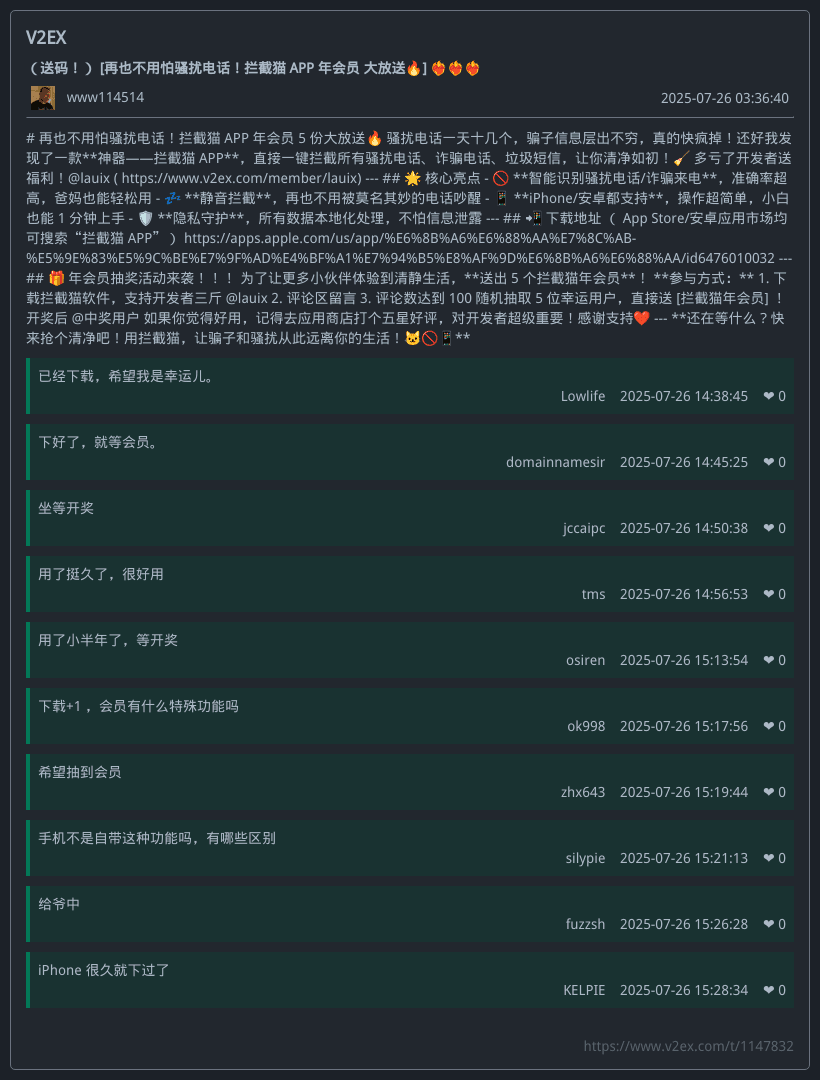 V2EX
（送码！）[再也不用怕骚扰电话！拦截猫 APP 年会员 大放送🔥] ❤️‍🔥❤️‍🔥❤️‍🔥
www114514 2025-07-26 03:36:40
# 再也不用怕骚扰电话！拦截猫 APP 年会员 5 份大放送🔥 骚扰电话一天十几个，骗子信息层出不穷，真的快疯掉！还好我发
现了一款**神器——拦截猫 APP**，直接一键拦截所有骚扰电话、诈骗电话、垃圾短信，让你清净如初！🧹 多亏了开发者送
福利！@lauix ( https://www.v2ex.com/member/lauix) --- ## 🌟 核心亮点 - 🚫 **智能识别骚扰电话/诈骗来电**，准确率超
高，爸妈也能轻松用 - 💤 **静音拦截**，再也不用被莫名其妙的电话吵醒 - 📱 **iPhone/安卓都支持**，操作超简单，小白
也能 1 分钟上手 - 🛡️ **隐私守护**，所有数据本地化处理，不怕信息泄露 --- ## 📲 下载地址（ App Store/安卓应用市场均
可搜索“拦截猫 APP” ）https://apps.apple.com/us/app/%E6%8B%A6%E6%88%AA%E7%8C%AB-
%E5%9E%83%E5%9C%BE%E7%9F%AD%E4%BF%A1%E7%94%B5%E8%AF%9D%E6%8B%A6%E6%88%AA/id6476010032 ---
## 🎁 年会员抽奖活动来袭！！！ 为了让更多小伙伴体验到清静生活，**送出 5 个拦截猫年会员**！ **参与方式：** 1. 下
载拦截猫软件，支持开发者三斤 @lauix 2. 评论区留言 3. 评论数达到 100 随机抽取 5 位幸运用户，直接送 [拦截猫年会员] ！
开奖后 @中奖用户 如果你觉得好用，记得去应用商店打个五星好评，对开发者超级重要！感谢支持❤️ --- **还在等什么？快
来抢个清净吧！用拦截猫，让骗子和骚扰从此远离你的生活！🐱🚫📱**
已经下载，希望我是幸运儿。
Lowlife 2025-07-26 14:38:45 ❤ 0
下好了，就等会员。
domainnamesir 2025-07-26 14:45:25 ❤ 0
坐等开奖
jccaipc 2025-07-26 14:50:38 ❤ 0
用了挺久了，很好用
tms 2025-07-26 14:56:53 ❤ 0
用了小半年了，等开奖
osiren 2025-07-26 15:13:54 ❤ 0
下载+1 ，会员有什么特殊功能吗
ok998 2025-07-26 15:17:56 ❤ 0
希望抽到会员
zhx643 2025-07-26 15:19:44 ❤ 0
手机不是自带这种功能吗，有哪些区别
silypie 2025-07-26 15:21:13 ❤ 0
给爷中
fuzzsh 2025-07-26 15:26:28 ❤ 0
iPhone 很久就下过了
KELPIE 2025-07-26 15:28:34 ❤ 0
https://www.v2ex.com/t/1147832